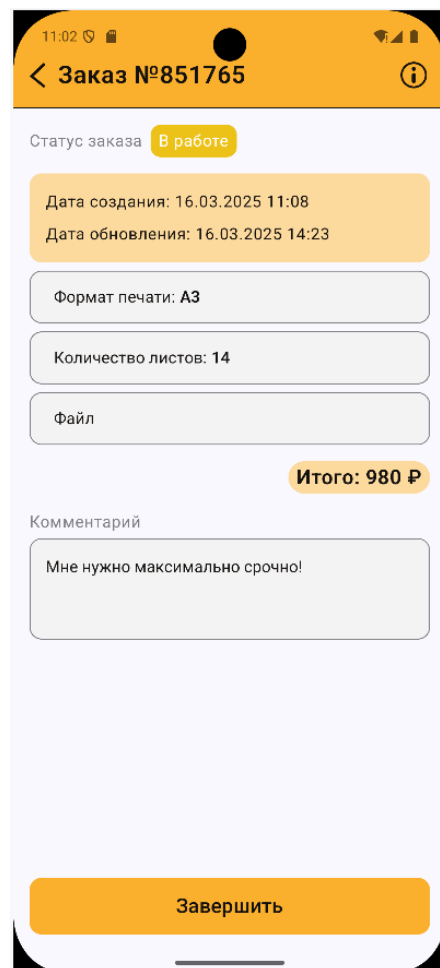 11:02
Заказ №851765
Статус заказа В работе
Дата создания: 16.03.2025 11:08
Дата обновления: 16.03.2025 14:23
Формат печати: А3
Количество листов: 14
Файл
Итого: 980 ₽
Комментарий
Мне нужно максимально срочно!
Завершить